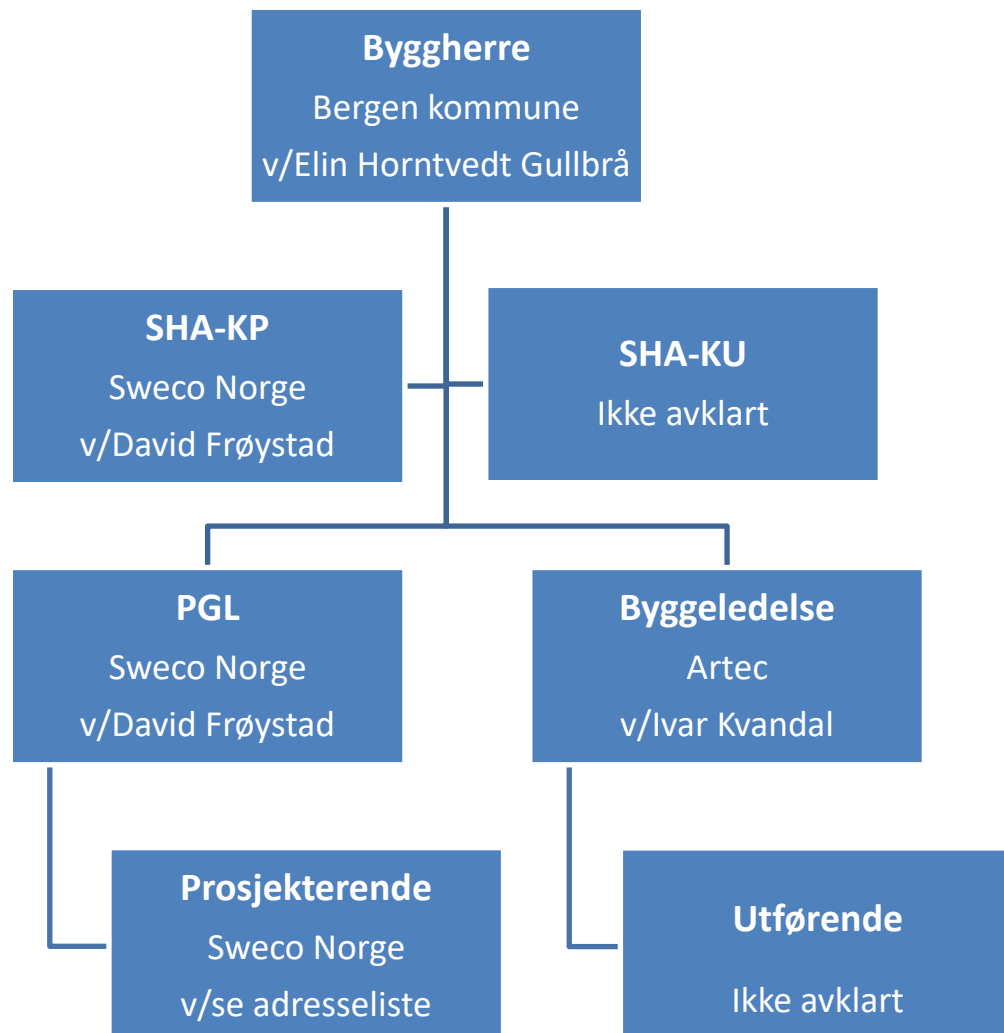 Byggherre
Bergen kommune
v/Elin Horntvedt Gullbrå
SHA-KP
Sweco Norge
v/David Frøystad
SHA-KU
Ikke avklart
PGL
Sweco Norge
v/David Frøystad
Byggeledelse
Artec
v/Ivar Kvandal
Prosjekterende
Sweco Norge
v/se adresseliste
Utførende
Ikke avklart